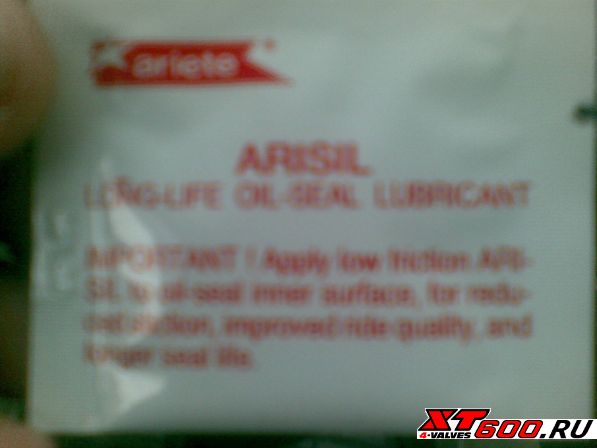 ariete
ARISIL
LONG-LIFE OIL-SEAL LUBRICANT
IMPORTANT ! Apply low friction ARI-
SIL to oil-seal inner surface, for redu-
ced stiction, improved ride quality, and
longer seal life.
XT600.RU
4-VALVES